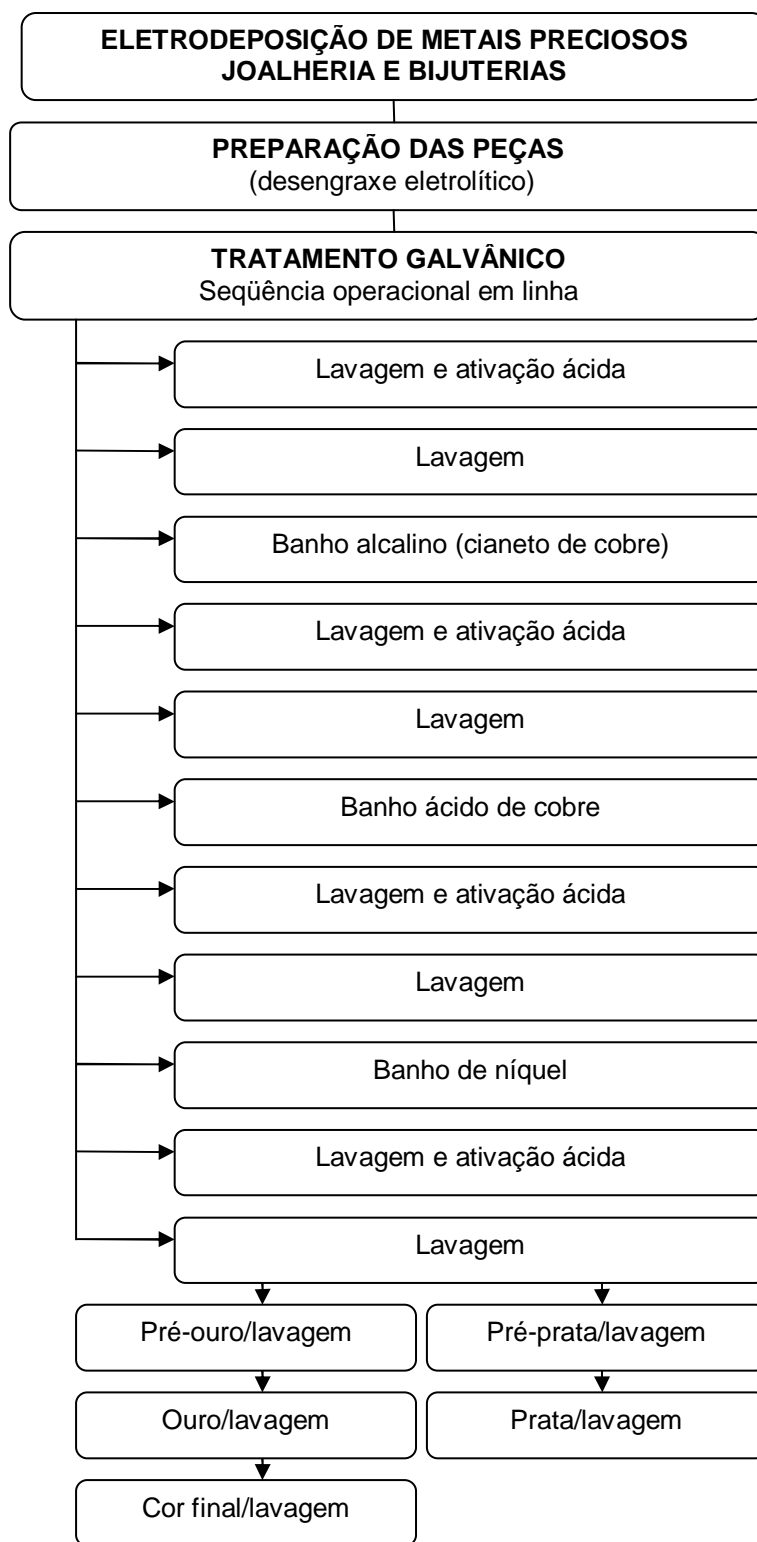 ELETRODEPOSIÇÃO DE METAIS PRECIOSOS
JOALHERIA E BIJUTERIAS
PREPARAÇÃO DAS PEÇAS
(desengraxe eletrolítico)
TRATAMENTO GALVÂNICO
Seqüência operacional em linha
Lavagem e ativação ácida
Lavagem
Banho alcalino (cianeto de cobre)
Lavagem e ativação ácida
Lavagem
Banho ácido de cobre
Lavagem e ativação ácida
Lavagem
Banho de níquel
Lavagem e ativação ácida
Lavagem
Pré-ouro/lavagem
Pré-prata/lavagem
Ouro/lavagem
Prata/lavagem
Cor final/lavagem